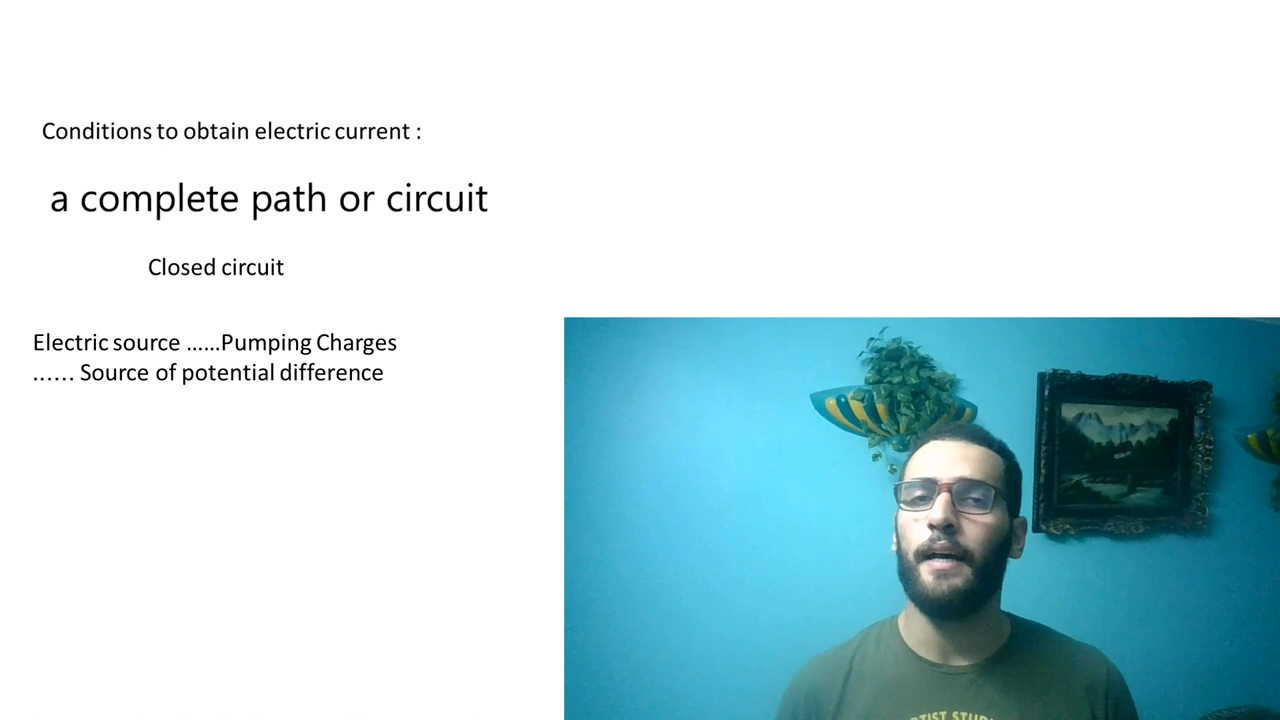 Conditions to obtain electric current :
a complete path or circuit
Closed circuit
Electric source ......Pumping Charges
...... Source of potential difference